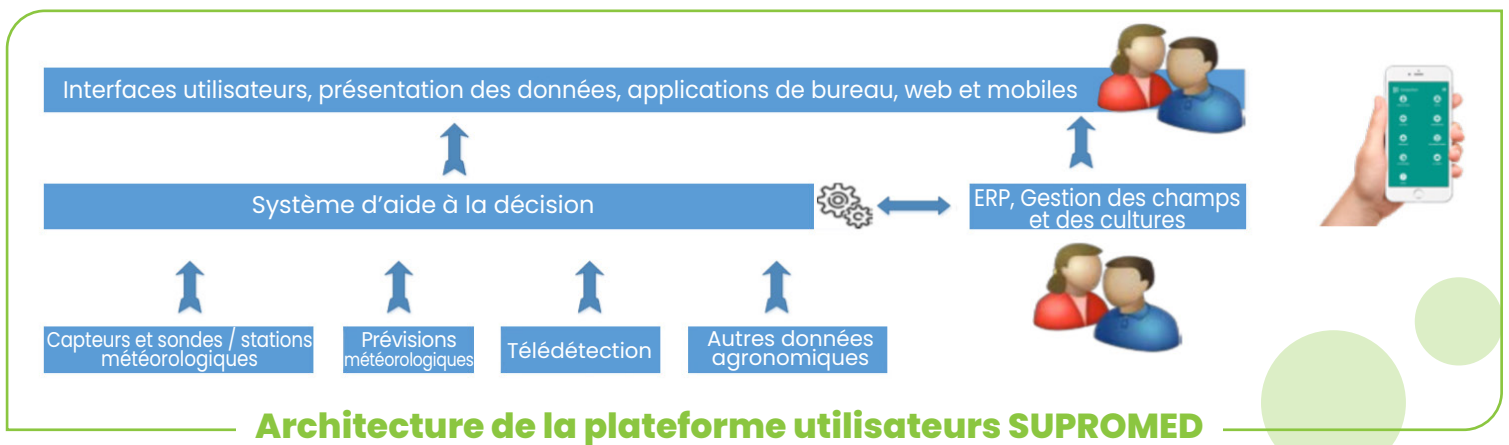 Interfaces utilisateurs, présentation des données, applications de bureau, web et mobiles
Système d'aide à la décision
ERP, Gestion des champs
et des cultures
Capteurs et sondes / stations
météorologiques
Prévisions
météorologiques
Télédétection
Autres données
agronomiques
Architecture de la plateforme utilisateurs SUPROMED